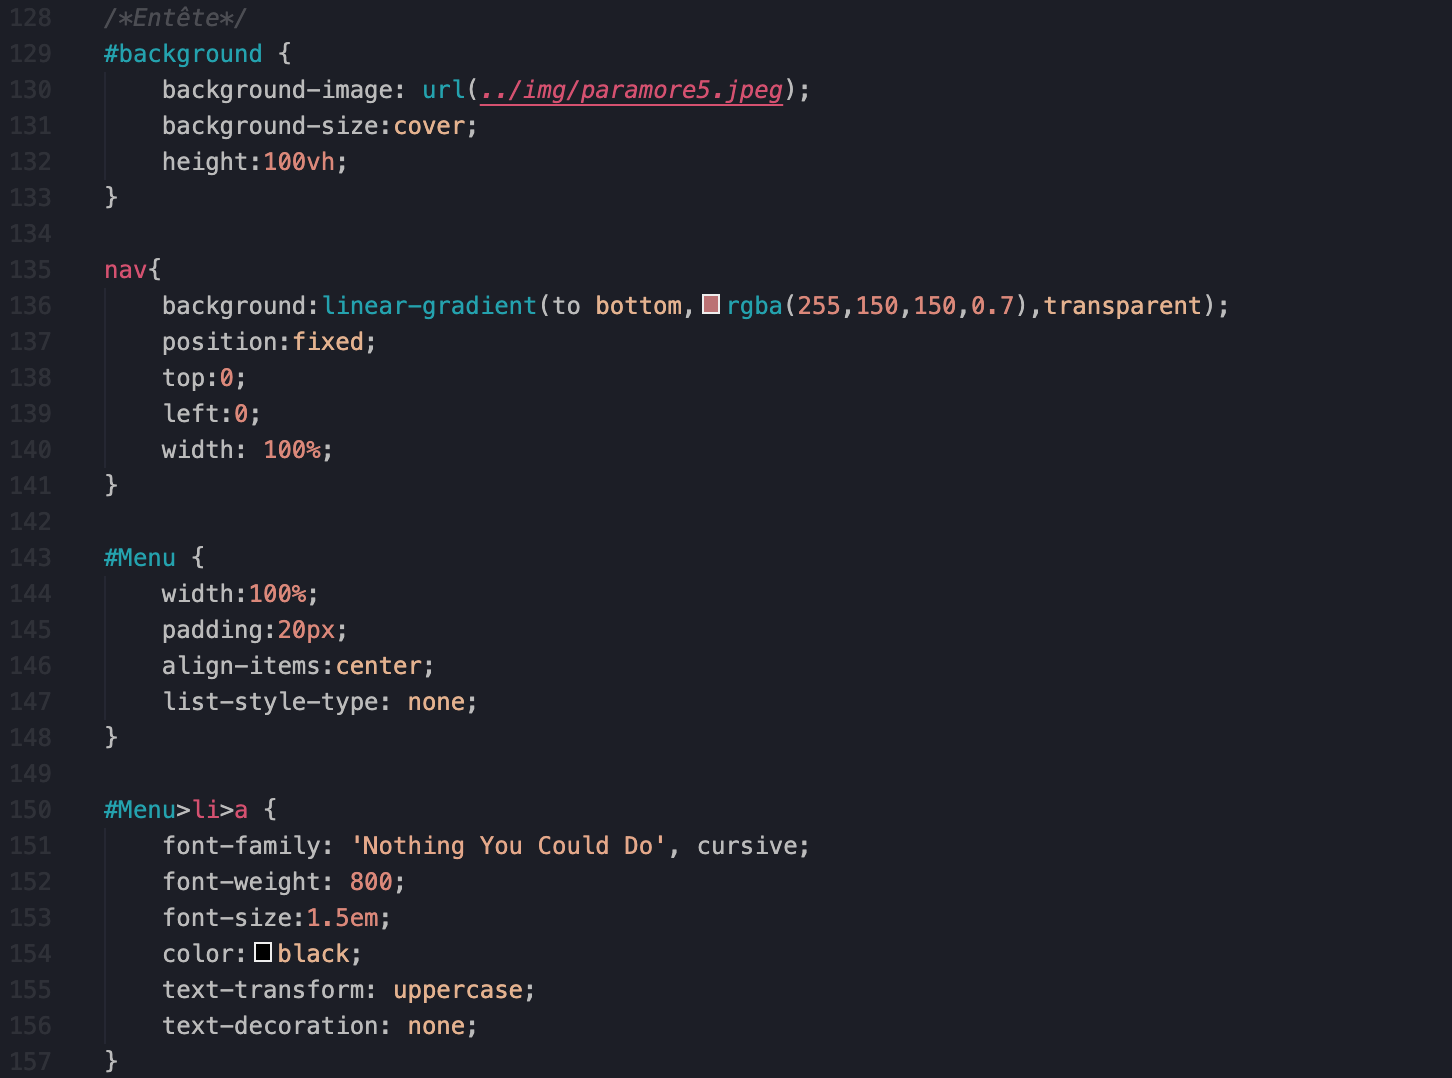 128 /*Entête*/
129 #background {
130 background-image: url(../img/paramore5.jpeg);
131 background-size:cover;
132 height:100vh;
133 }
134
135 nav{
136 background:linear-gradient(to bottom,rgba(255,150,150,0.7),transparent);
137 position:fixed;
138 top:0;
139 left:0;
140 width: 100%;
141 }
142
143 #Menu {
144 width:100%;
145 padding:20px;
146 align-items:center;
147 list-style-type: none;
148 }
149
150 #Menu>li>a {
151 font-family: 'Nothing You Could Do', cursive;
152 font-weight: 800;
153 font-size:1.5em;
154 color:black;
155 text-transform: uppercase;
156 text-decoration: none;
157 }